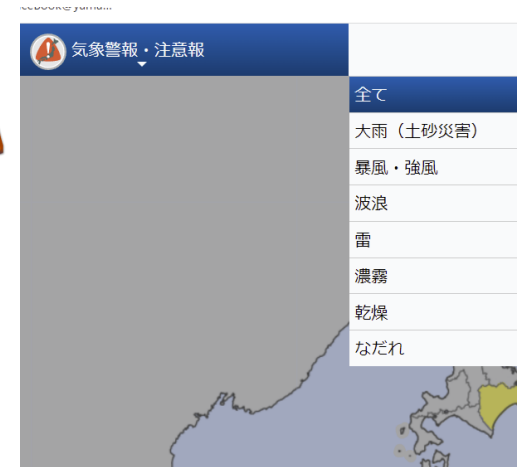 気象警報・注意報
全て
大雨（土砂災害）
暴風・強風
波浪
雷
濃霧
乾燥
なだれ